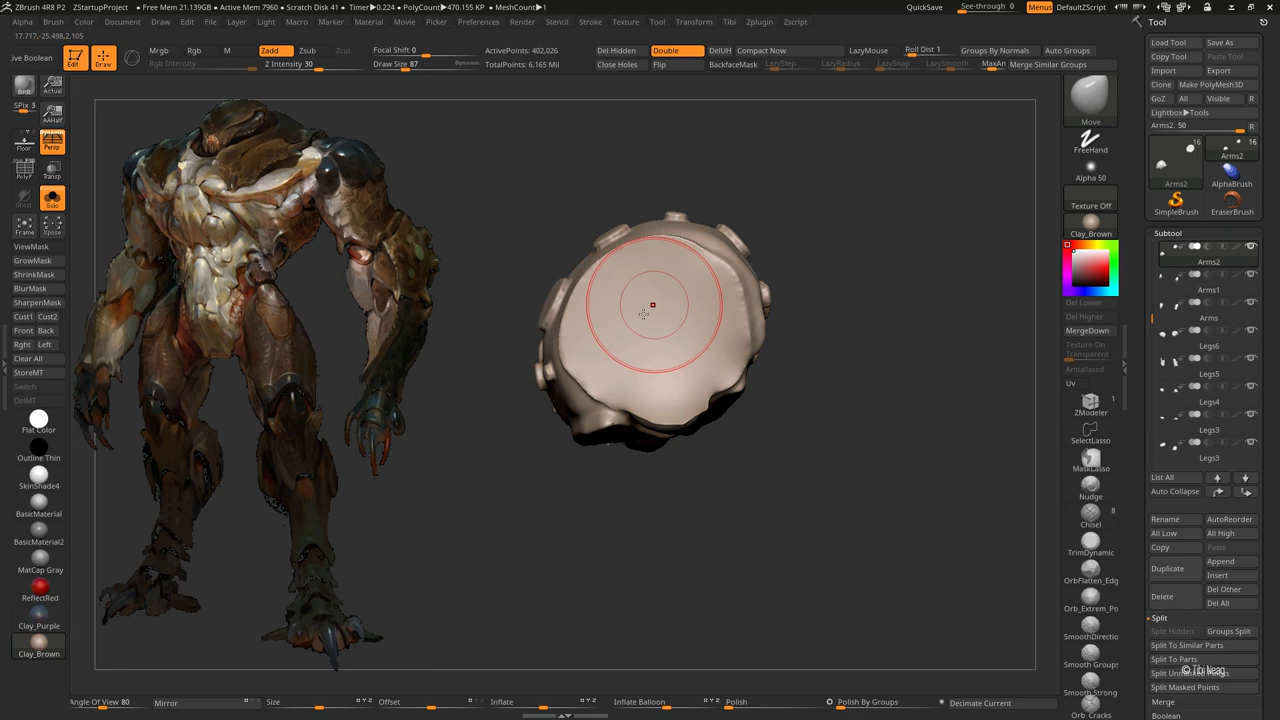 ZBrush 4R8 P2  ZStartupProject  • Free Mem 21.139GB • Active Mem 7960 • Scratch Disk 41 • Timer▶0.224 • PolyCount▶470.155 KP • MeshCount▶1  QuickSave  See-through 0  Menus  DefaultZScript
Alpha Brush Color Document Draw Edit File Layer Light Macro Marker Material Movie Picker Preferences Render Stencil Stroke Texture Tool Transform Tibi Zplugin Zscript
17.717,-25.498,2.105
ive Boolean
Edit
Draw
Mrgb Rgb M
Rgb Intensity
Zadd Zsub Zcut
Z Intensity 30
Focal Shift 0
Draw Size 87
Dynamic
ActivePoints: 402,026
TotalPoints: 6.165 Mil
Del Hidden Double DelUH Compact Now LazyMouse Roll Dist 1 Groups By Normals Auto Groups
Close Holes Flip BackfaceMask LazyStep LazyRadius LazySnap LazySmooth MaxAn Merge Similar Groups
BPR
Actual
SPix 3
AAHalf
Dynamic
Floor
Persp
PolyF
Transp
Ghost
Solo
Frame
Xpose
ViewMask
GrowMask
ShrinkMask
BlurMask
SharpenMask
Cust1 Cust2
Front Back
Rght Left
Clear All
StoreMT
Switch
DelMT
Flat Color
Outline Thin
SkinShade4
BasicMaterial
BasicMaterial2
MatCap Gray
ReflectRed
Clay_Purple
Clay_Brown
Move
FreeHand
Alpha 50
Texture Off
Clay_Brown
Del Lower
Del Higher
MergeDown
Texture On
Transparent
Antialiased
Uv
1
ZModeler
SelectLasso
MaskLasso
Nudge
8
Chisel
TrimDynamic
OrbFlatten_Edg
Orb_Extrem_Po
SmoothDirectio
Smooth Groups
Smooth Strong
Orb_Cracks
Tool
Load Tool Save As
Copy Tool Paste Tool
Import Export
Clone Make PolyMesh3D
GoZ All Visible R
Lightbox▶Tools
Arms2. 50 R
16
16
Arms2
Arms2
AlphaBrush
SimpleBrush
EraserBrush
Subtool
Arms2
Arms1
Arms
Legs6
Legs5
Legs4
Legs3
Legs3
List All
Auto Collapse
Rename AutoReorder
All Low All High
Copy Paste
Duplicate
Append
Insert
Delete
Del Other
Del All
Split
Split Hidden Groups Split
Split To Similar Parts
Split To Parts
Split Unmasked Points
© Tibi Neag
Split Masked Points
Merge
Boolean
Angle Of View 80 Mirror Size Offset Inflate Inflate Balloon Polish Polish By Groups Decimate Current